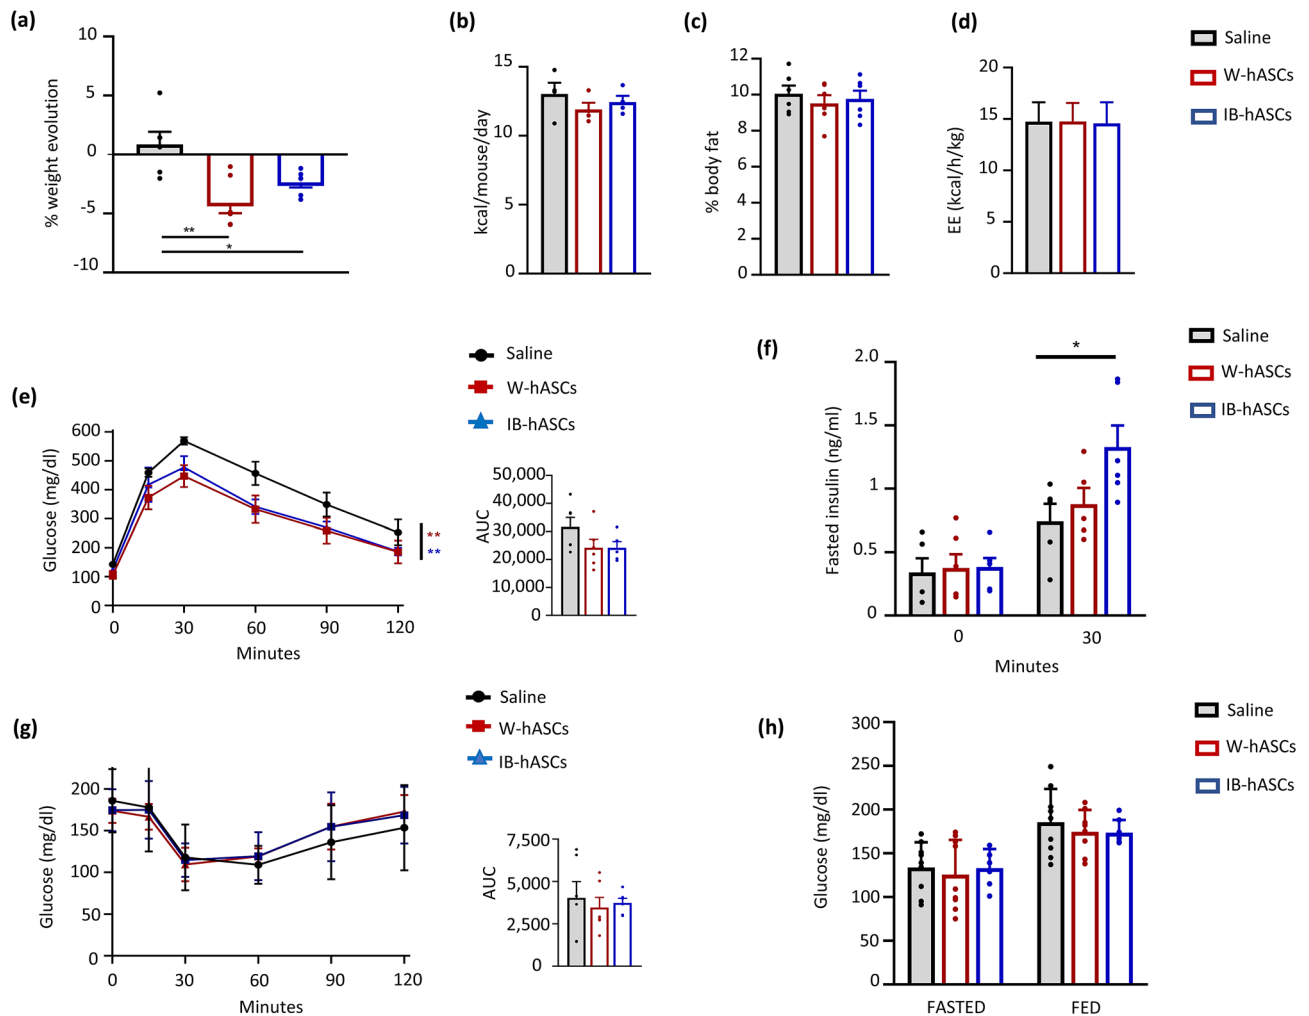 (a)
% weight evolution
10
5
0
-5
-10
**
*
(b)
kcal/mouse/day
15
10
5
0
(c)
% body fat
12
10
8
6
4
2
0
(d)
EE (kcal/h/kg)
20
15
10
5
0
Saline
W-hASCs
IB-hASCs
(e)
Saline
W-hASCs
IB-hASCs
Glucose (mg/dl)
600
500
400
300
200
100
0
0 30 60 90 120
Minutes
**
**
AUC
50,000
40,000
30,000
20,000
10,000
0
(f)
Fasted insulin (ng/ml)
2.0
1.5
1
0.5
0
*
0 30
Minutes
Saline
W-hASCs
IB-hASCs
(g)
Saline
W-hASCs
IB-hASCs
Glucose (mg/dl)
200
150
100
50
0
0 30 60 90 120
Minutes
AUC
7,500
5,000
2,500
0
(h)
Glucose (mg/dl)
300
250
200
150
100
50
0
FASTED FED
Saline
W-hASCs
IB-hASCs